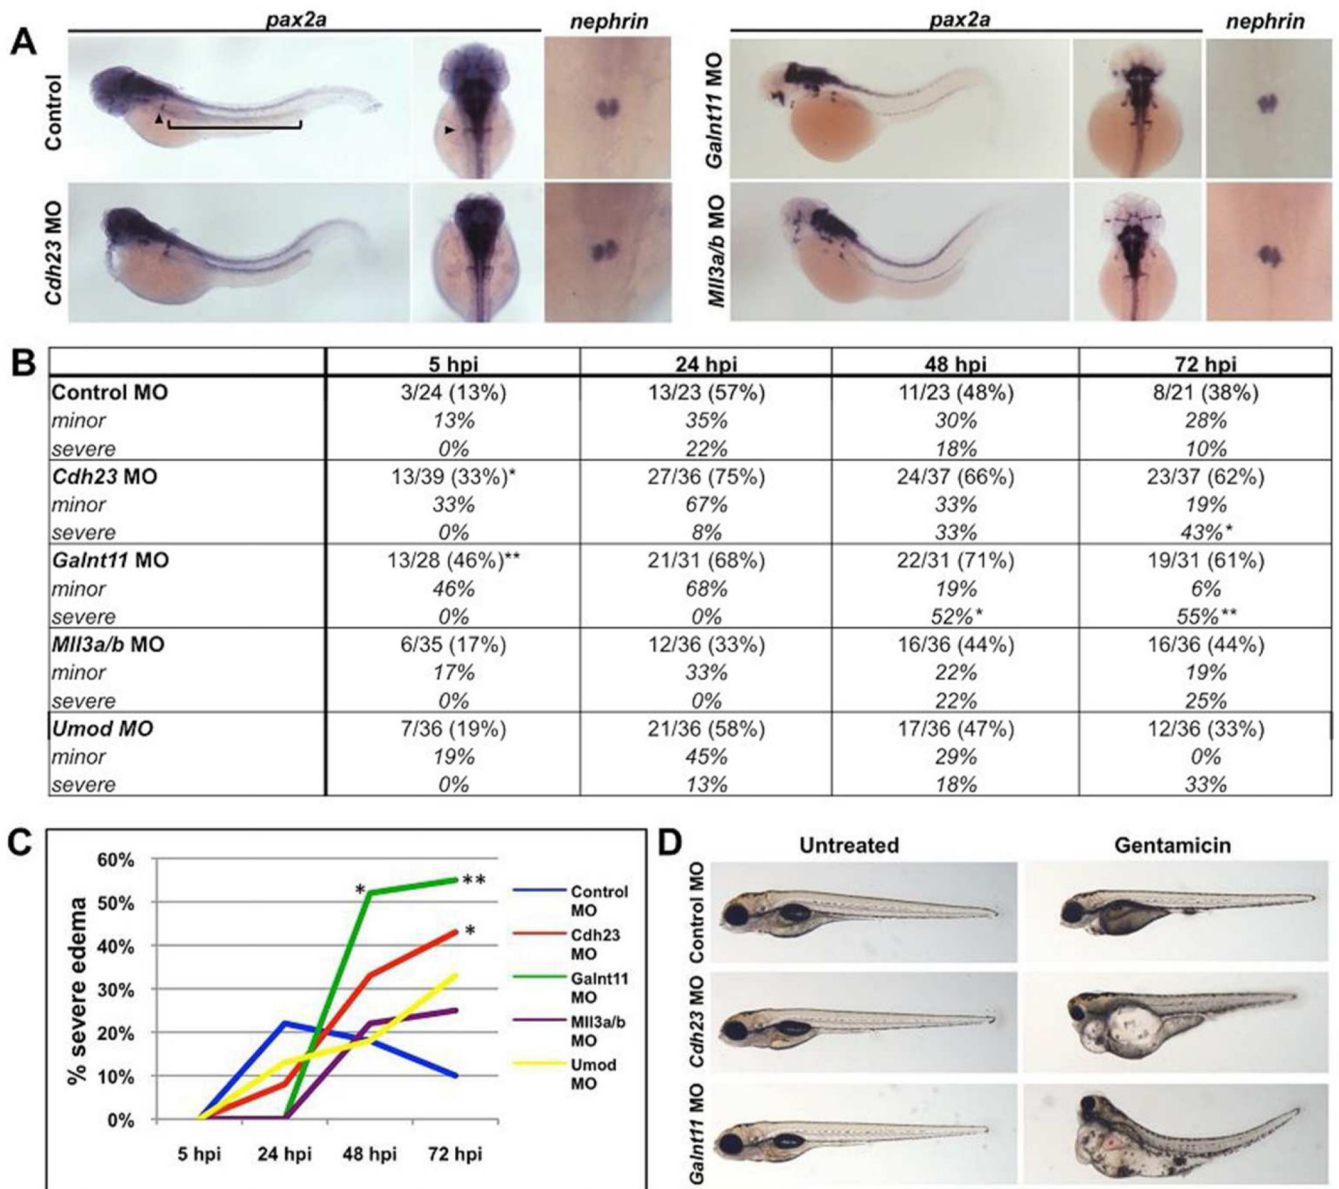 A
pax2a nephrin pax2a nephrin
Control
Galnt11 MO
Cdh23 MO
Mll3a/b MO
B
5 hpi 24 hpi 48 hpi 72 hpi
Control MO 3/24 (13%) 13/23 (57%) 11/23 (48%) 8/21 (38%)
minor 13% 35% 30% 28%
severe 0% 22% 18% 10%
Cdh23 MO 13/39 (33%)* 27/36 (75%) 24/37 (66%) 23/37 (62%)
minor 33% 67% 33% 19%
severe 0% 8% 33% 43%*
Galnt11 MO 13/28 (46%)** 21/31 (68%) 22/31 (71%) 19/31 (61%)
minor 46% 68% 19% 6%
severe 0% 0% 52%* 55%**
Mll3a/b MO 6/35 (17%) 12/36 (33%) 16/36 (44%) 16/36 (44%)
minor 17% 33% 22% 19%
severe 0% 0% 22% 25%
Umod MO 7/36 (19%) 21/36 (58%) 17/36 (47%) 12/36 (33%)
minor 19% 45% 29% 0%
severe 0% 13% 18% 33%
C
% severe edema
60%
50%
40%
30%
20%
10%
0%
5 hpi 24 hpi 48 hpi 72 hpi
* **
*
Control
MO
Cdh23
MO
Galnt11
MO
Mll3a/b
MO
Umod
MO
D
Untreated Gentamicin
Control MO
Cdh23 MO
Galnt11 MO